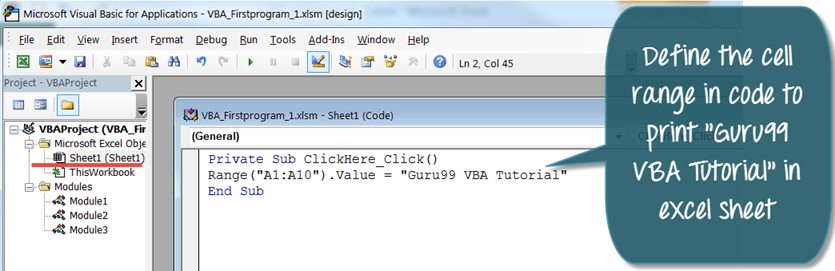 Microsoft Visual Basic for Applications - VBA_Firstprogram_1.xlsm [design]
File Edit View Insert Format Debug Run Tools Add-Ins Window Help
Ln 2, Col 45
Project - VBAProject
VBAProject (VBA_Fir
Microsoft Excel Obje
Sheet1 (Sheet1)
ThisWorkbook
Modules
Module1
Module2
Module3
VBA_Firstprogram_1.xlsm - Sheet1 (Code)
(General)
Private Sub ClickHere_Click()
Range("A1:A10").Value = "Guru99 VBA Tutorial"
End Sub
Define the cell
range in code to
print "Guru99
VBA Tutorial" in
excel sheet